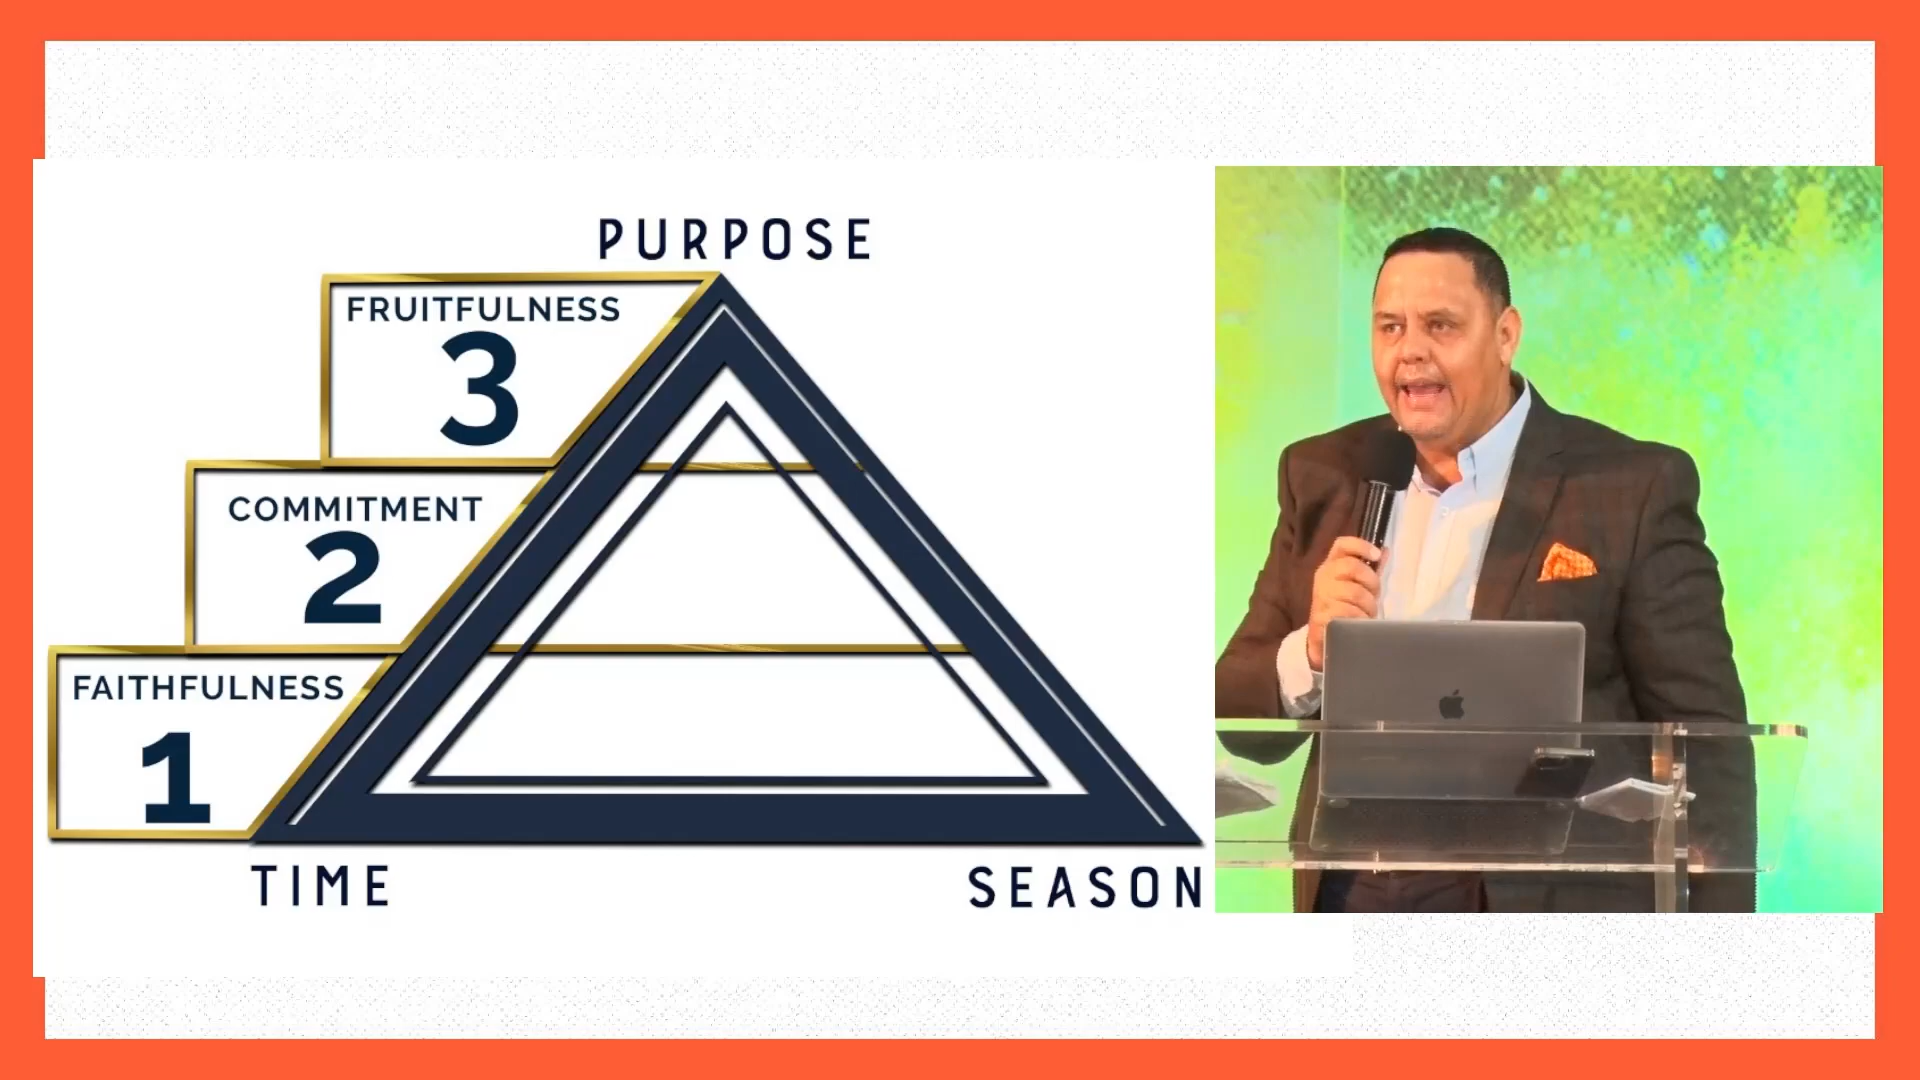 PURPOSE
FRUITFULNESS
3
COMMITMENT
2
FAITHFULNESS
1
TIME
SEASON